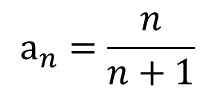 aₙ = n / (n + 1)